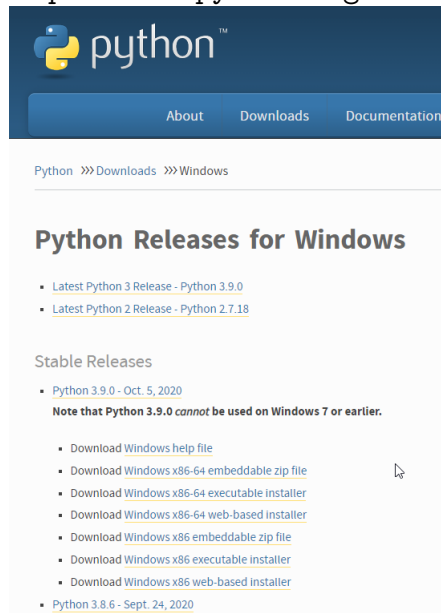 python™
About Downloads Documentation
Python >>> Downloads >>> Windows
Python Releases for Windows
Latest Python 3 Release - Python 3.9.0
Latest Python 2 Release - Python 2.7.18
Stable Releases
Python 3.9.0 - Oct. 5, 2020
Note that Python 3.9.0 cannot be used on Windows 7 or earlier.
Download Windows help file
Download Windows x86-64 embeddable zip file
Download Windows x86-64 executable installer
Download Windows x86-64 web-based installer
Download Windows x86 embeddable zip file
Download Windows x86 executable installer
Download Windows x86 web-based installer
Python 3.8.6 - Sept. 24, 2020